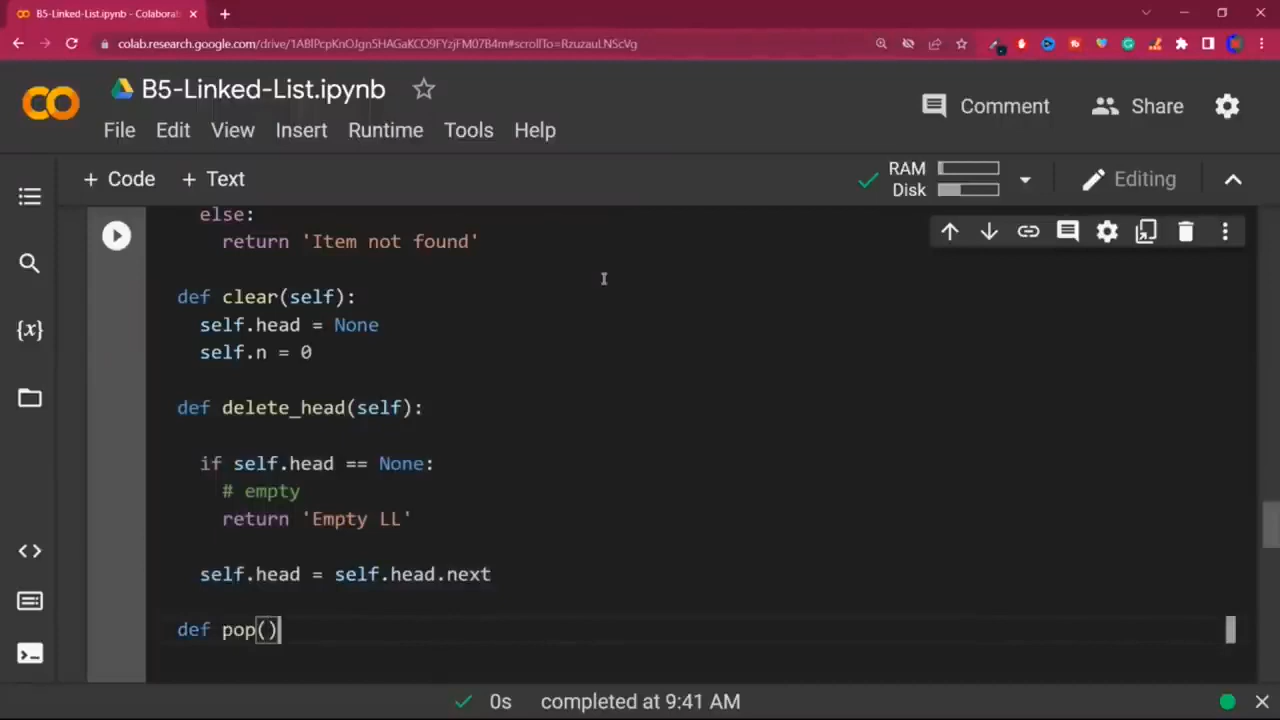 B5-Linked-List.ipynb - Colaborat
colab.research.google.com/drive/1ABlPcpKnOJgn5HAGaKCO9FYzjFM07B4m#scrollTo=RzuzauLNScVg
B5-Linked-List.ipynb
Comment Share
File Edit View Insert Runtime Tools Help
+ Code + Text
RAM
Disk
Editing
else:
return 'Item not found'
def clear(self):
self.head = None
self.n = 0
def delete_head(self):
if self.head == None:
# empty
return 'Empty LL'
self.head = self.head.next
def pop()
0s completed at 9:41 AM